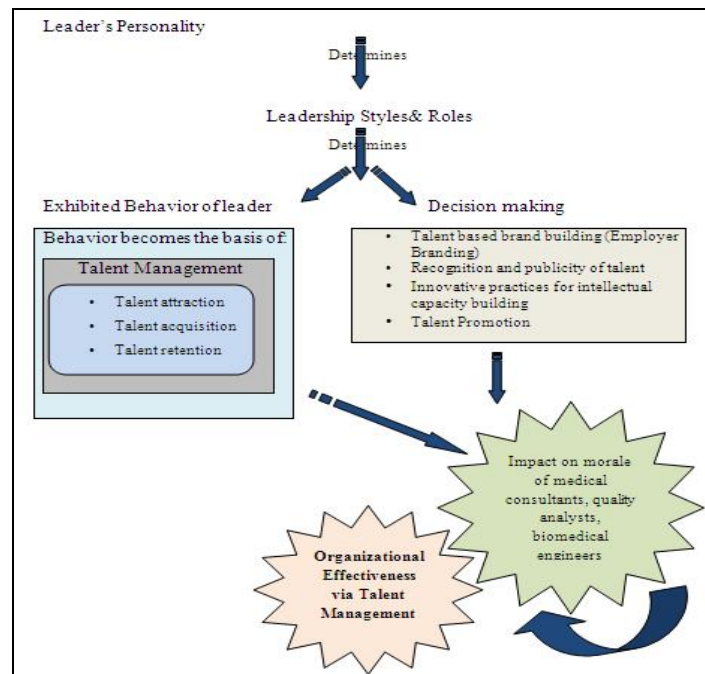 Leader's Personality
Determines
Leadership Styles& Roles
Determines
Exhibited Behavior of leader
Behavior becomes the basis of:
Talent Management
• Talent attraction
• Talent acquisition
• Talent retention
Decision making
• Talent based brand building (Employer
Branding)
• Recognition and publicity of talent
• Innovative practices for intellectual
capacity building
• Talent Promotion
Impact on morale
of medical
consultants, quality
analysts,
biomedical
engineers
Organizational
Effectiveness
via Talent
Management